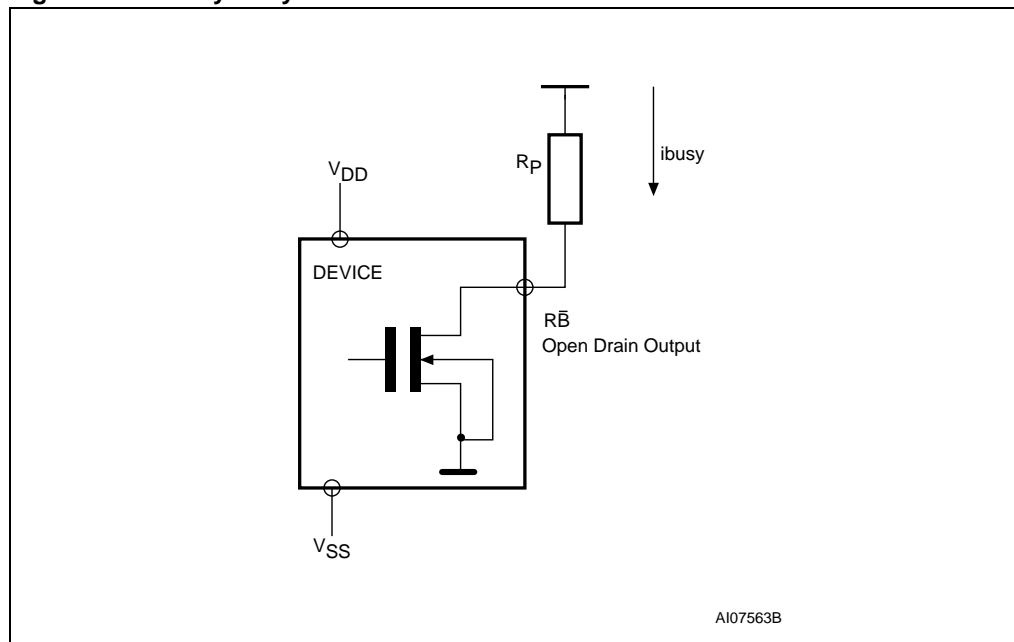 ibusy
RP
VDD
DEVICE
RB̅
Open Drain Output
VSS
AI07563B